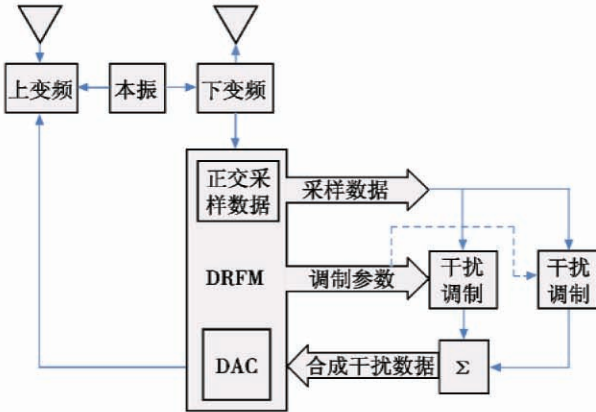 上变频
本振
下变频
正交采
样数据
采样数据
DRFM
调制参数
干扰
调制
干扰
调制
DAC
合成干扰数据
Σ